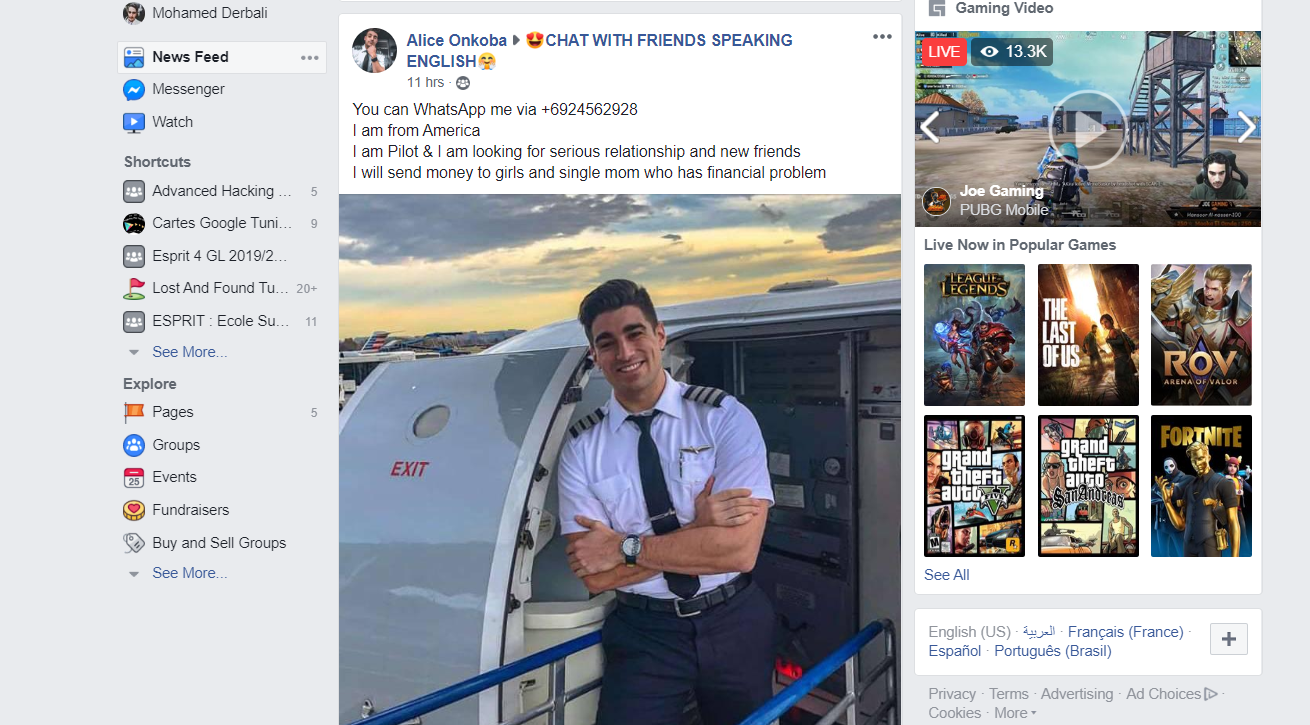 Mohamed Derbali
News Feed
Messenger
Watch
Shortcuts
Advanced Hacking ... 5
Cartes Google Tuni... 9
Esprit 4 GL 2019/2...
Lost And Found Tu... 20+
ESPRIT : Ecole Su... 11
See More...
Explore
Pages 5
Groups
25
Events
Fundraisers
Buy and Sell Groups
See More...
Alice Onkoba CHAT WITH FRIENDS SPEAKING
ENGLISH
11 hrs ·
You can WhatsApp me via +6924562928
I am from America
I am Pilot & I am looking for serious relationship and new friends
I will send money to girls and single mom who has financial problem
EXIT
Gaming Video
LIVE 13.3K
Joe Gaming
PUBG Mobile
Live Now in Popular Games
LEAGUE
of
LEGENDS
THE
LAST
OF US
ROV
ARENA OF VALOR
grand
theft
auto
V
FIVE
M
R
grand
theft
auto
San Andreas
FORTNITE
See All
English (US) · العربية · Français (France) ·
Español · Português (Brasil)
Privacy · Terms · Advertising · Ad Choices ·
Cookies · More